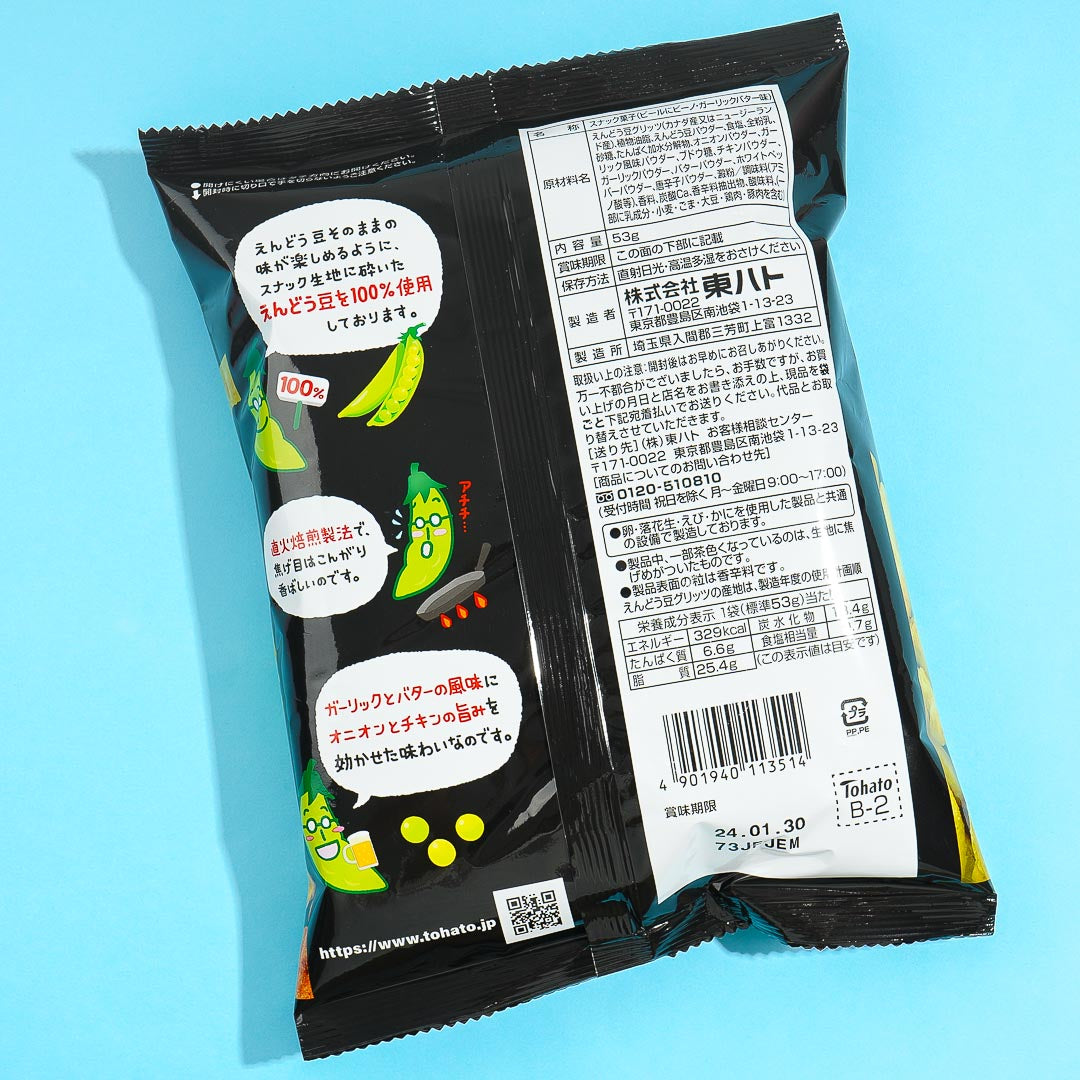 ●開けにくい場合はタテ方向にお開けください。
開封時に切り口で手を切らないようご注意ください。
えんどう豆そのままの
味が楽しめるように、
スナック生地に砕いた
えんどう豆を100%使用
しております。
100%
アチチ…
直火焙煎製法で、
焦げ目はこんがり
香ばしいのです。
ガーリックとバターの風味に
オニオンとチキンの旨みを
効かせた味わいなのです。
https://www.tohato.jp
名 称 スナック菓子(ビールにビーノ・ガーリックバター味)
原材料名 えんどう豆グリッツ(カナダ産又はニュージーラン
ド産)、植物油脂、えんどう豆パウダー、食塩、全粉乳、
砂糖、たんぱく加水分解物、オニオンパウダー、ガー
リック風味パウダー、ブドウ糖、チキンパウダー、
ガーリックパウダー、バターパウダー、ホワイトペッ
パーパウダー、唐辛子パウダー、澱粉/調味料(アミ
ノ酸等)、香料、炭酸Ca、香辛料抽出物、酸味料、(一
部に乳成分・小麦・ごま・大豆・鶏肉・豚肉を含む)
内容量 53g
賞味期限 この面の下部に記載
保存方法 直射日光・高温多湿をおさけください
製造者 株式会社 東ハト
〒171-0022
東京都豊島区南池袋1-13-23
製造所 埼玉県入間郡三芳町上富1332
取扱い上の注意:開封後はお早めにお召しあがりください。
万一不都合がございましたら、お手数ですが、お買
い上げの月日と店名をお書き添えの上、現品を袋
ごと下記宛着払いでお送りください。代品とお取
り替えさせていただきます。
[送り先](株)東ハト お客様相談センター
〒171-0022 東京都豊島区南池袋1-13-23
[商品についてのお問い合わせ先]
0120-510810
(受付時間 祝日を除く 月~金曜日9:00~17:00)
●卵・落花生・えび・かにを使用した製品と共通
の設備で製造しております。
●製品中、一部茶色くなっているのは、生地に焦
げめがついたものです。
●製品表面の粒は香辛料です。
えんどう豆グリッツの産地は、製造年度の使用計画順
栄養成分表示 1袋(標準53g)当たり
エネルギー 329kcal 炭水化物
たんぱく質 6.6g 食塩相当量
脂質 25.4g (この表示値は目安です)
4 901940 113514
プラ
PP,PE
Tohato
B-2
賞味期限
24.01.30